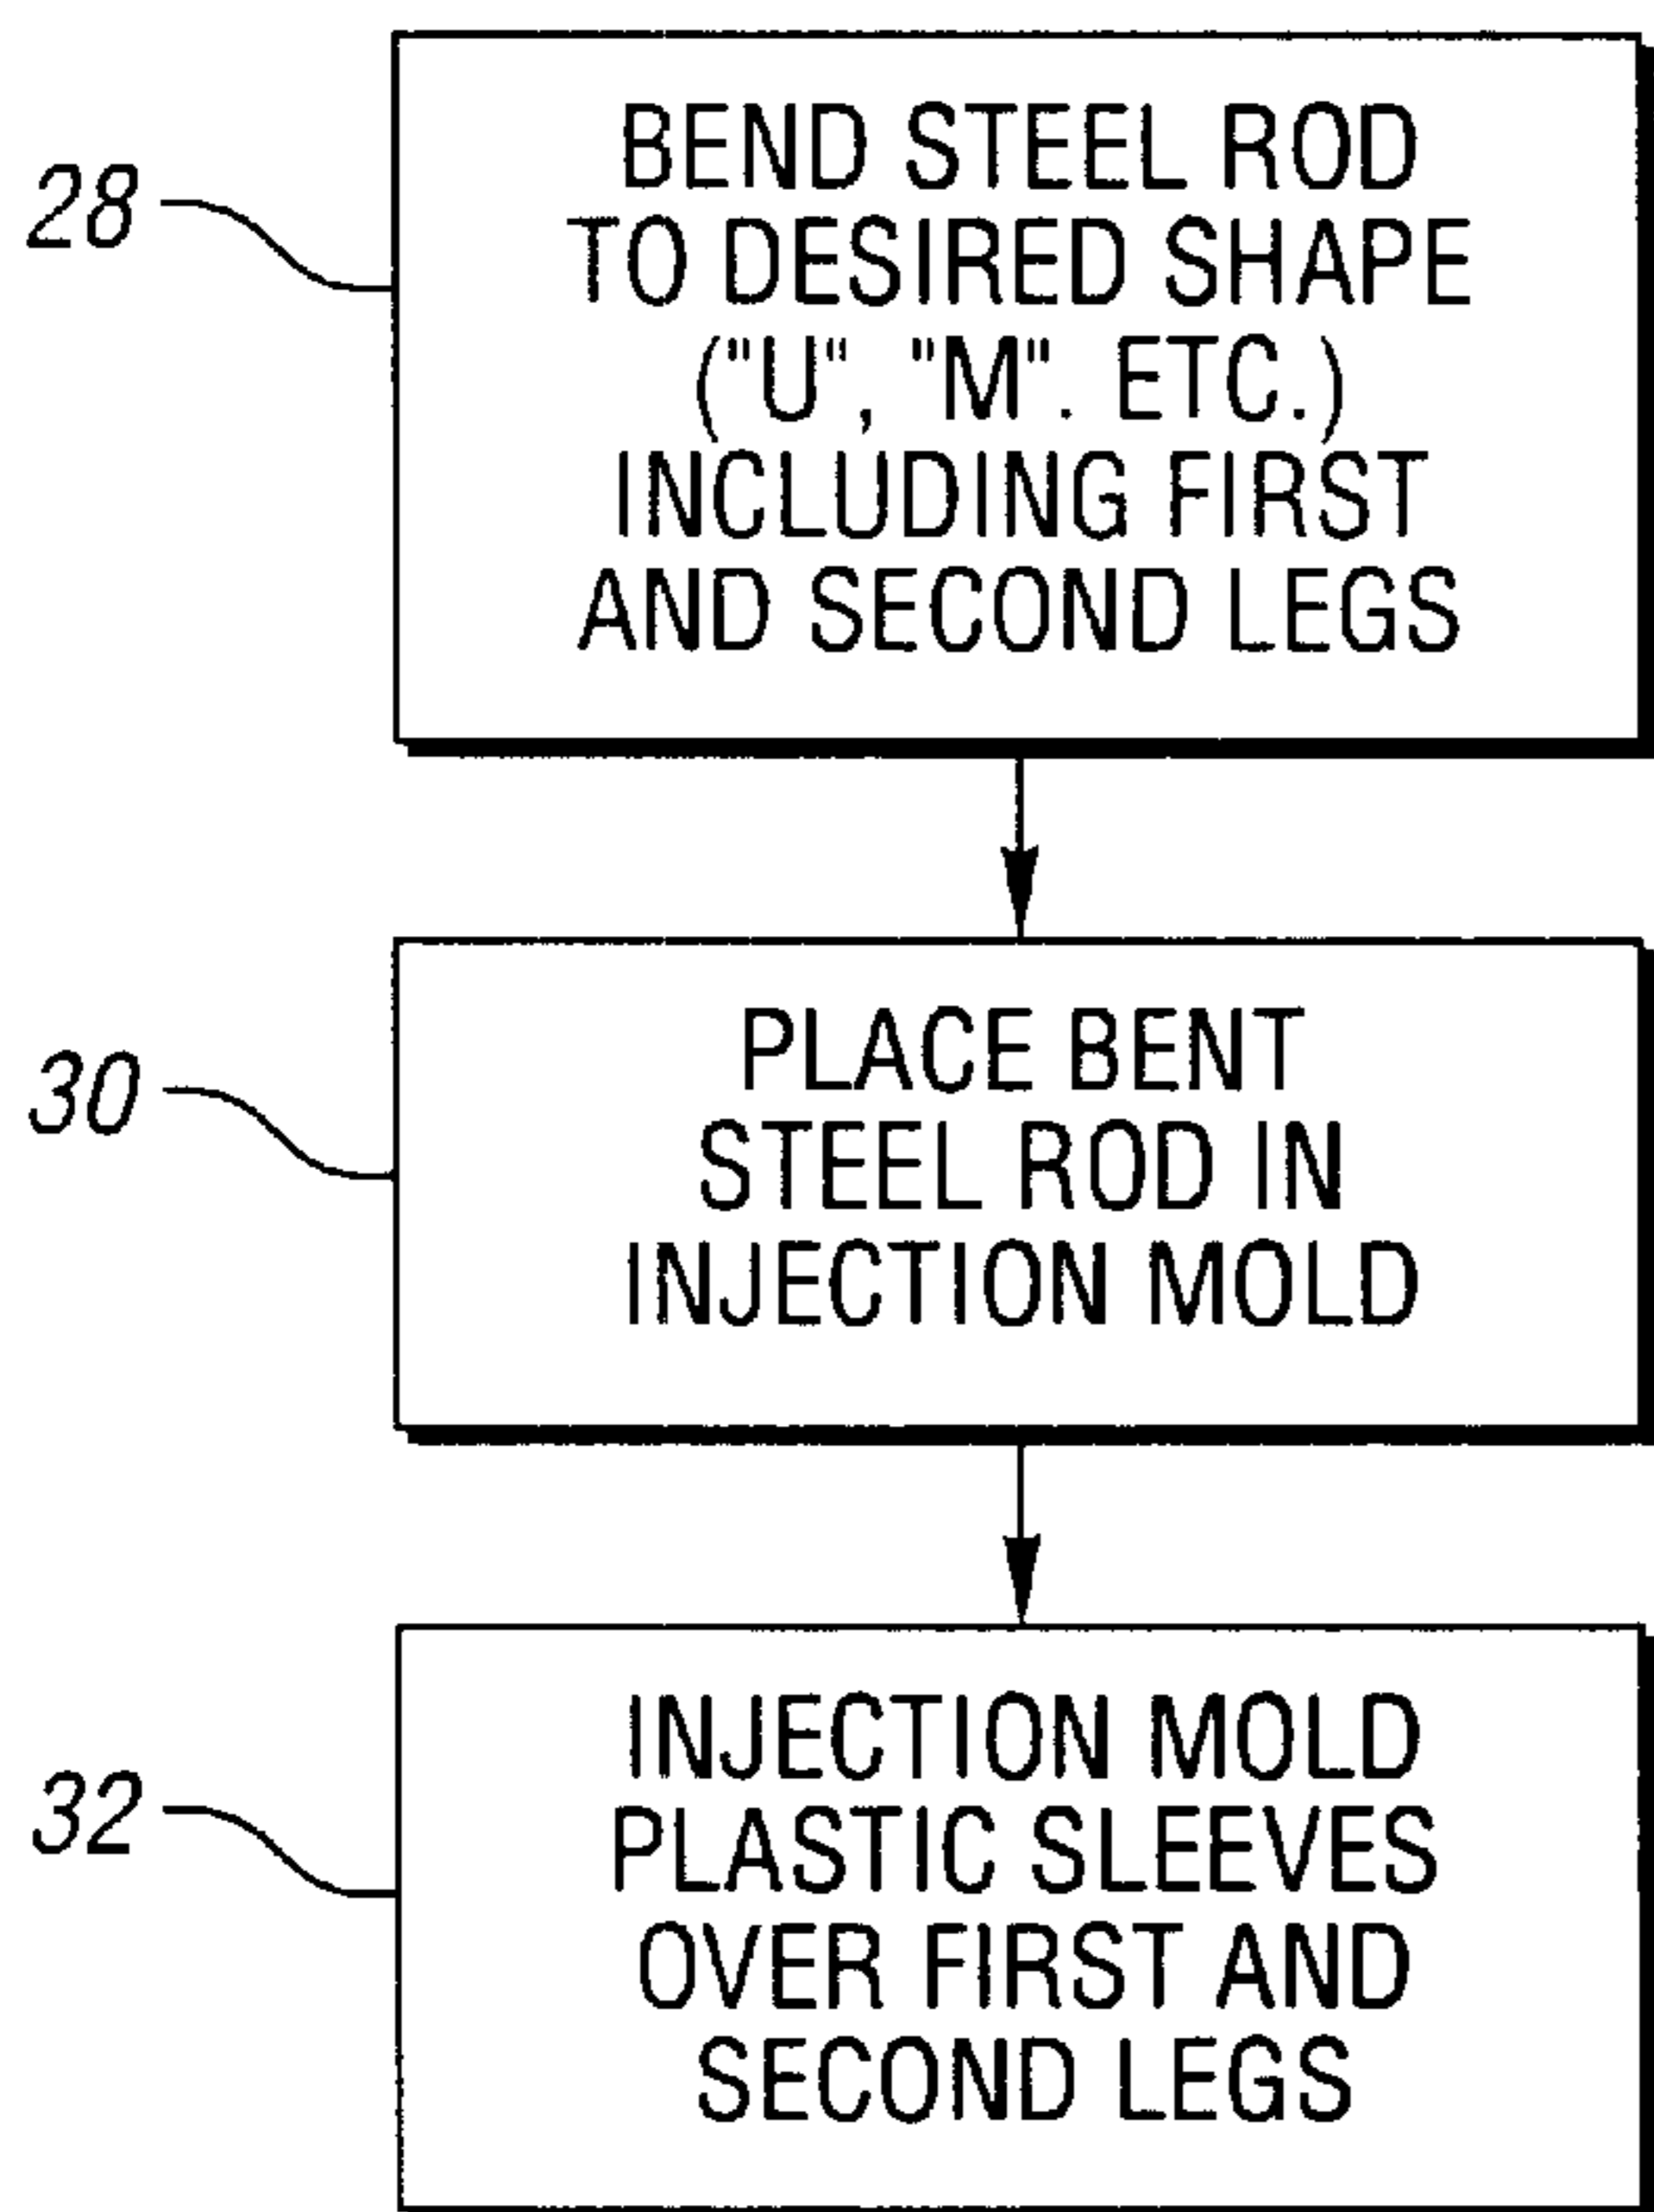 28
BEND STEEL ROD
TO DESIRED SHAPE
("U", "M". ETC.)
INCLUDING FIRST
AND SECOND LEGS
30
PLACE BENT
STEEL ROD IN
INJECTION MOLD
32
INJECTION MOLD
PLASTIC SLEEVES
OVER FIRST AND
SECOND LEGS